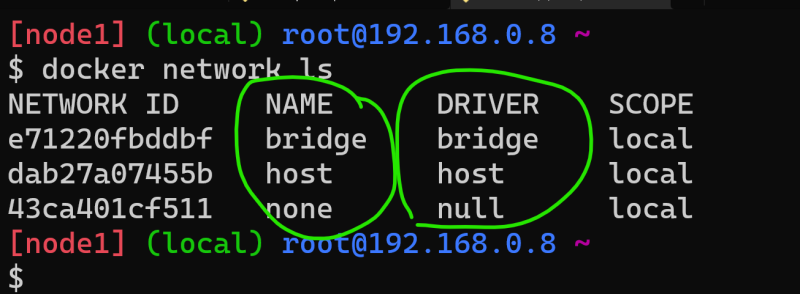 [node1] (local) root@192.168.0.8 ~
$ docker network ls
NETWORK ID     NAME      DRIVER    SCOPE
e71220fbddbf   bridge    bridge    local
dab27a07455b   host      host      local
43ca401cf511   none      null      local
[node1] (local) root@192.168.0.8 ~
$